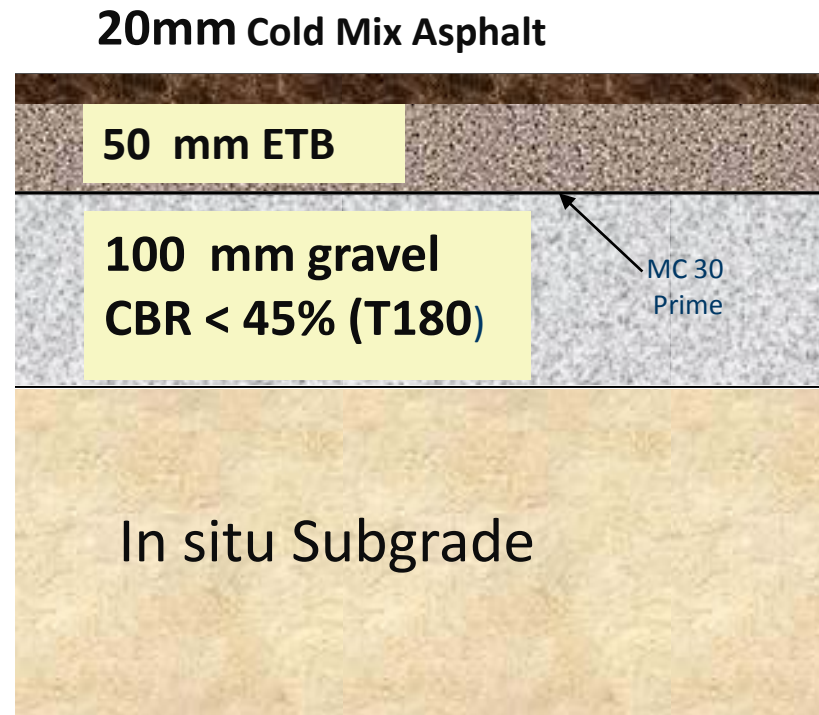 20mm Cold Mix Asphalt
50 mm ETB
100 mm gravel
CBR < 45% (T180)
MC 30
Prime
In situ Subgrade